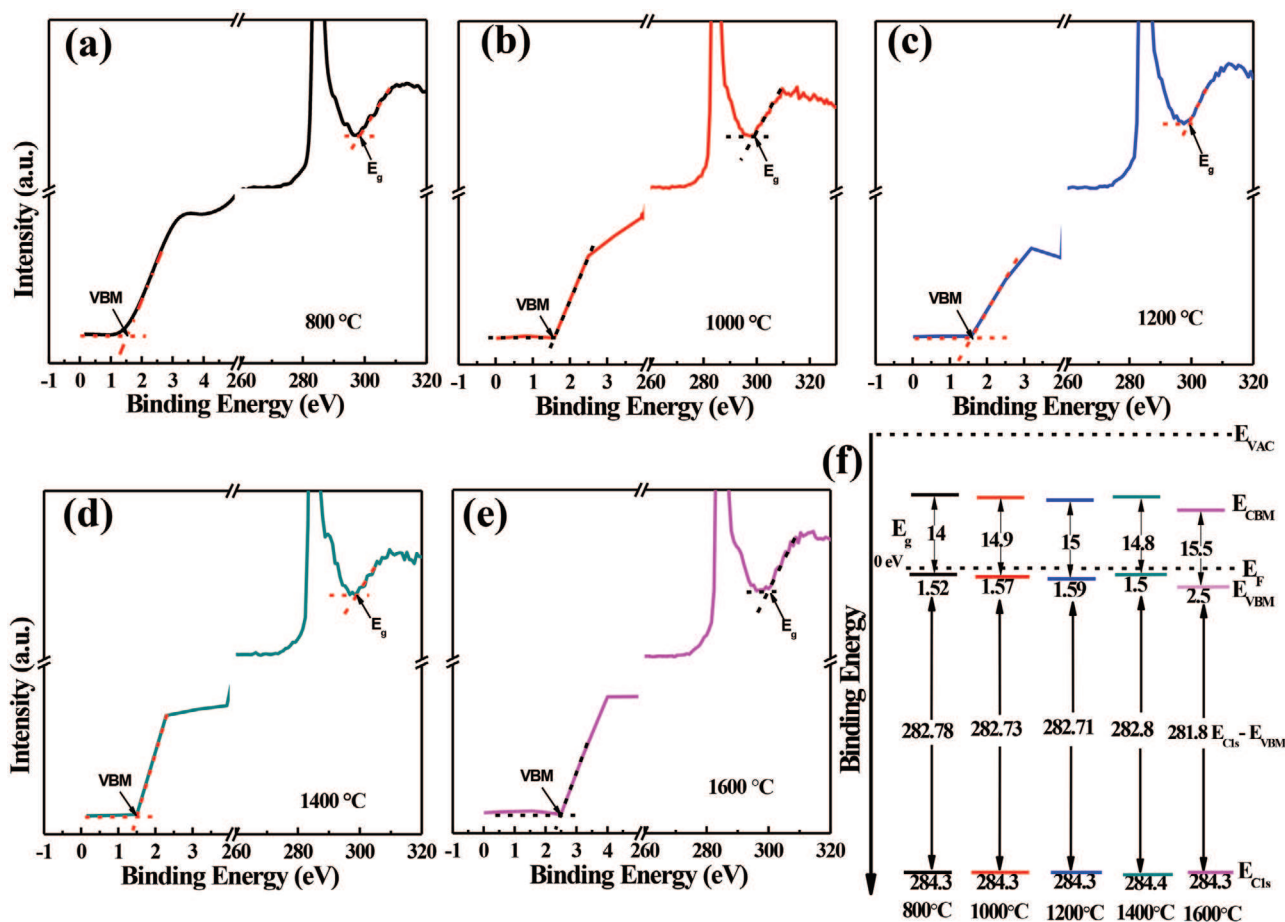 (a)
Intensity (a.u.)
VBM
E_g
800 °C
-1 0 1 2 3 4 5 260 280 300 320
Binding Energy (eV)
(b)
VBM
E_g
1000 °C
-1 0 1 2 3 4 260 280 300 320
Binding Energy (eV)
(c)
VBM
E_g
1200 °C
-1 0 1 2 3 260 280 300 320
Binding Energy (eV)
(d)
Intensity (a.u.)
VBM
E_g
1400 °C
-1 0 1 2 3 4 260 280 300 320
Binding Energy (eV)
(e)
VBM
E_g
1600 °C
-1 0 1 2 3 4 260 280 300 320
Binding Energy (eV)
(f)
Binding Energy
E_VAC
E_CBM
E_g 14 14.9 15 14.8 15.5
0 eV E_F
1.52 1.57 1.59 1.5 2.5 E_VBM
282.78 282.73 282.71 282.8 281.8 E_C1s - E_VBM
E_C1s
284.3 284.3 284.3 284.4 284.3
800°C 1000°C 1200°C 1400°C 1600°C